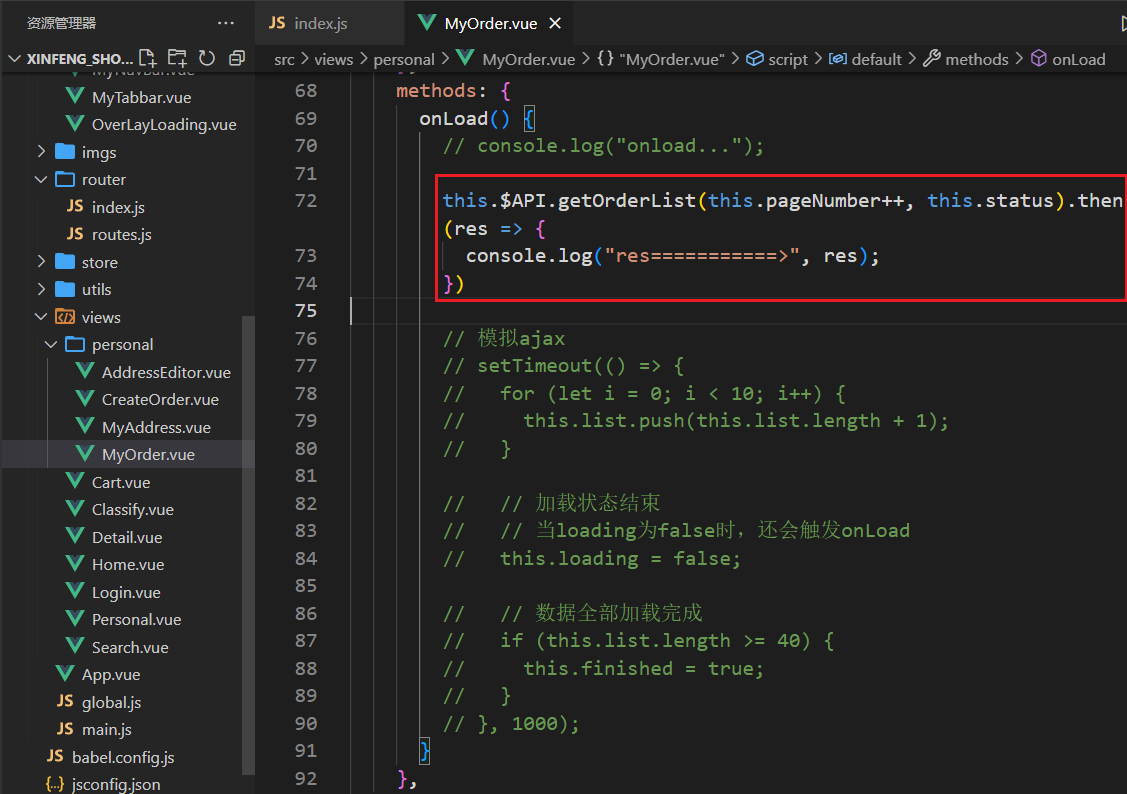 资源管理器
XINFENG_SHO...
MyNavBar.vue
MyTabbar.vue
OverLayLoading.vue
imgs
router
JS index.js
JS routes.js
store
utils
views
personal
AddressEditor.vue
CreateOrder.vue
MyAddress.vue
MyOrder.vue
Cart.vue
Classify.vue
Detail.vue
Home.vue
Login.vue
Personal.vue
Search.vue
App.vue
JS global.js
JS main.js
JS babel.config.js
{..} jsconfig.json
JS index.js
MyOrder.vue
src > views > personal > MyOrder.vue > {} "MyOrder.vue" > script > default > methods > onLoad
68 methods: {
69 onLoad() {
70 // console.log("onload...");
71
72 this.$API.getOrderList(this.pageNumber++, this.status).then
(res => {
73 console.log("res===========>", res);
74 })
75
76 // 模拟ajax
77 // setTimeout(() => {
78 // for (let i = 0; i < 10; i++) {
79 // this.list.push(this.list.length + 1);
80 // }
81
82 // // 加载状态结束
83 // // 当loading为false时，还会触发onLoad
84 // this.loading = false;
85
86 // // 数据全部加载完成
87 // if (this.list.length >= 40) {
88 // this.finished = true;
89 // }
90 // }, 1000);
91 }
92 },